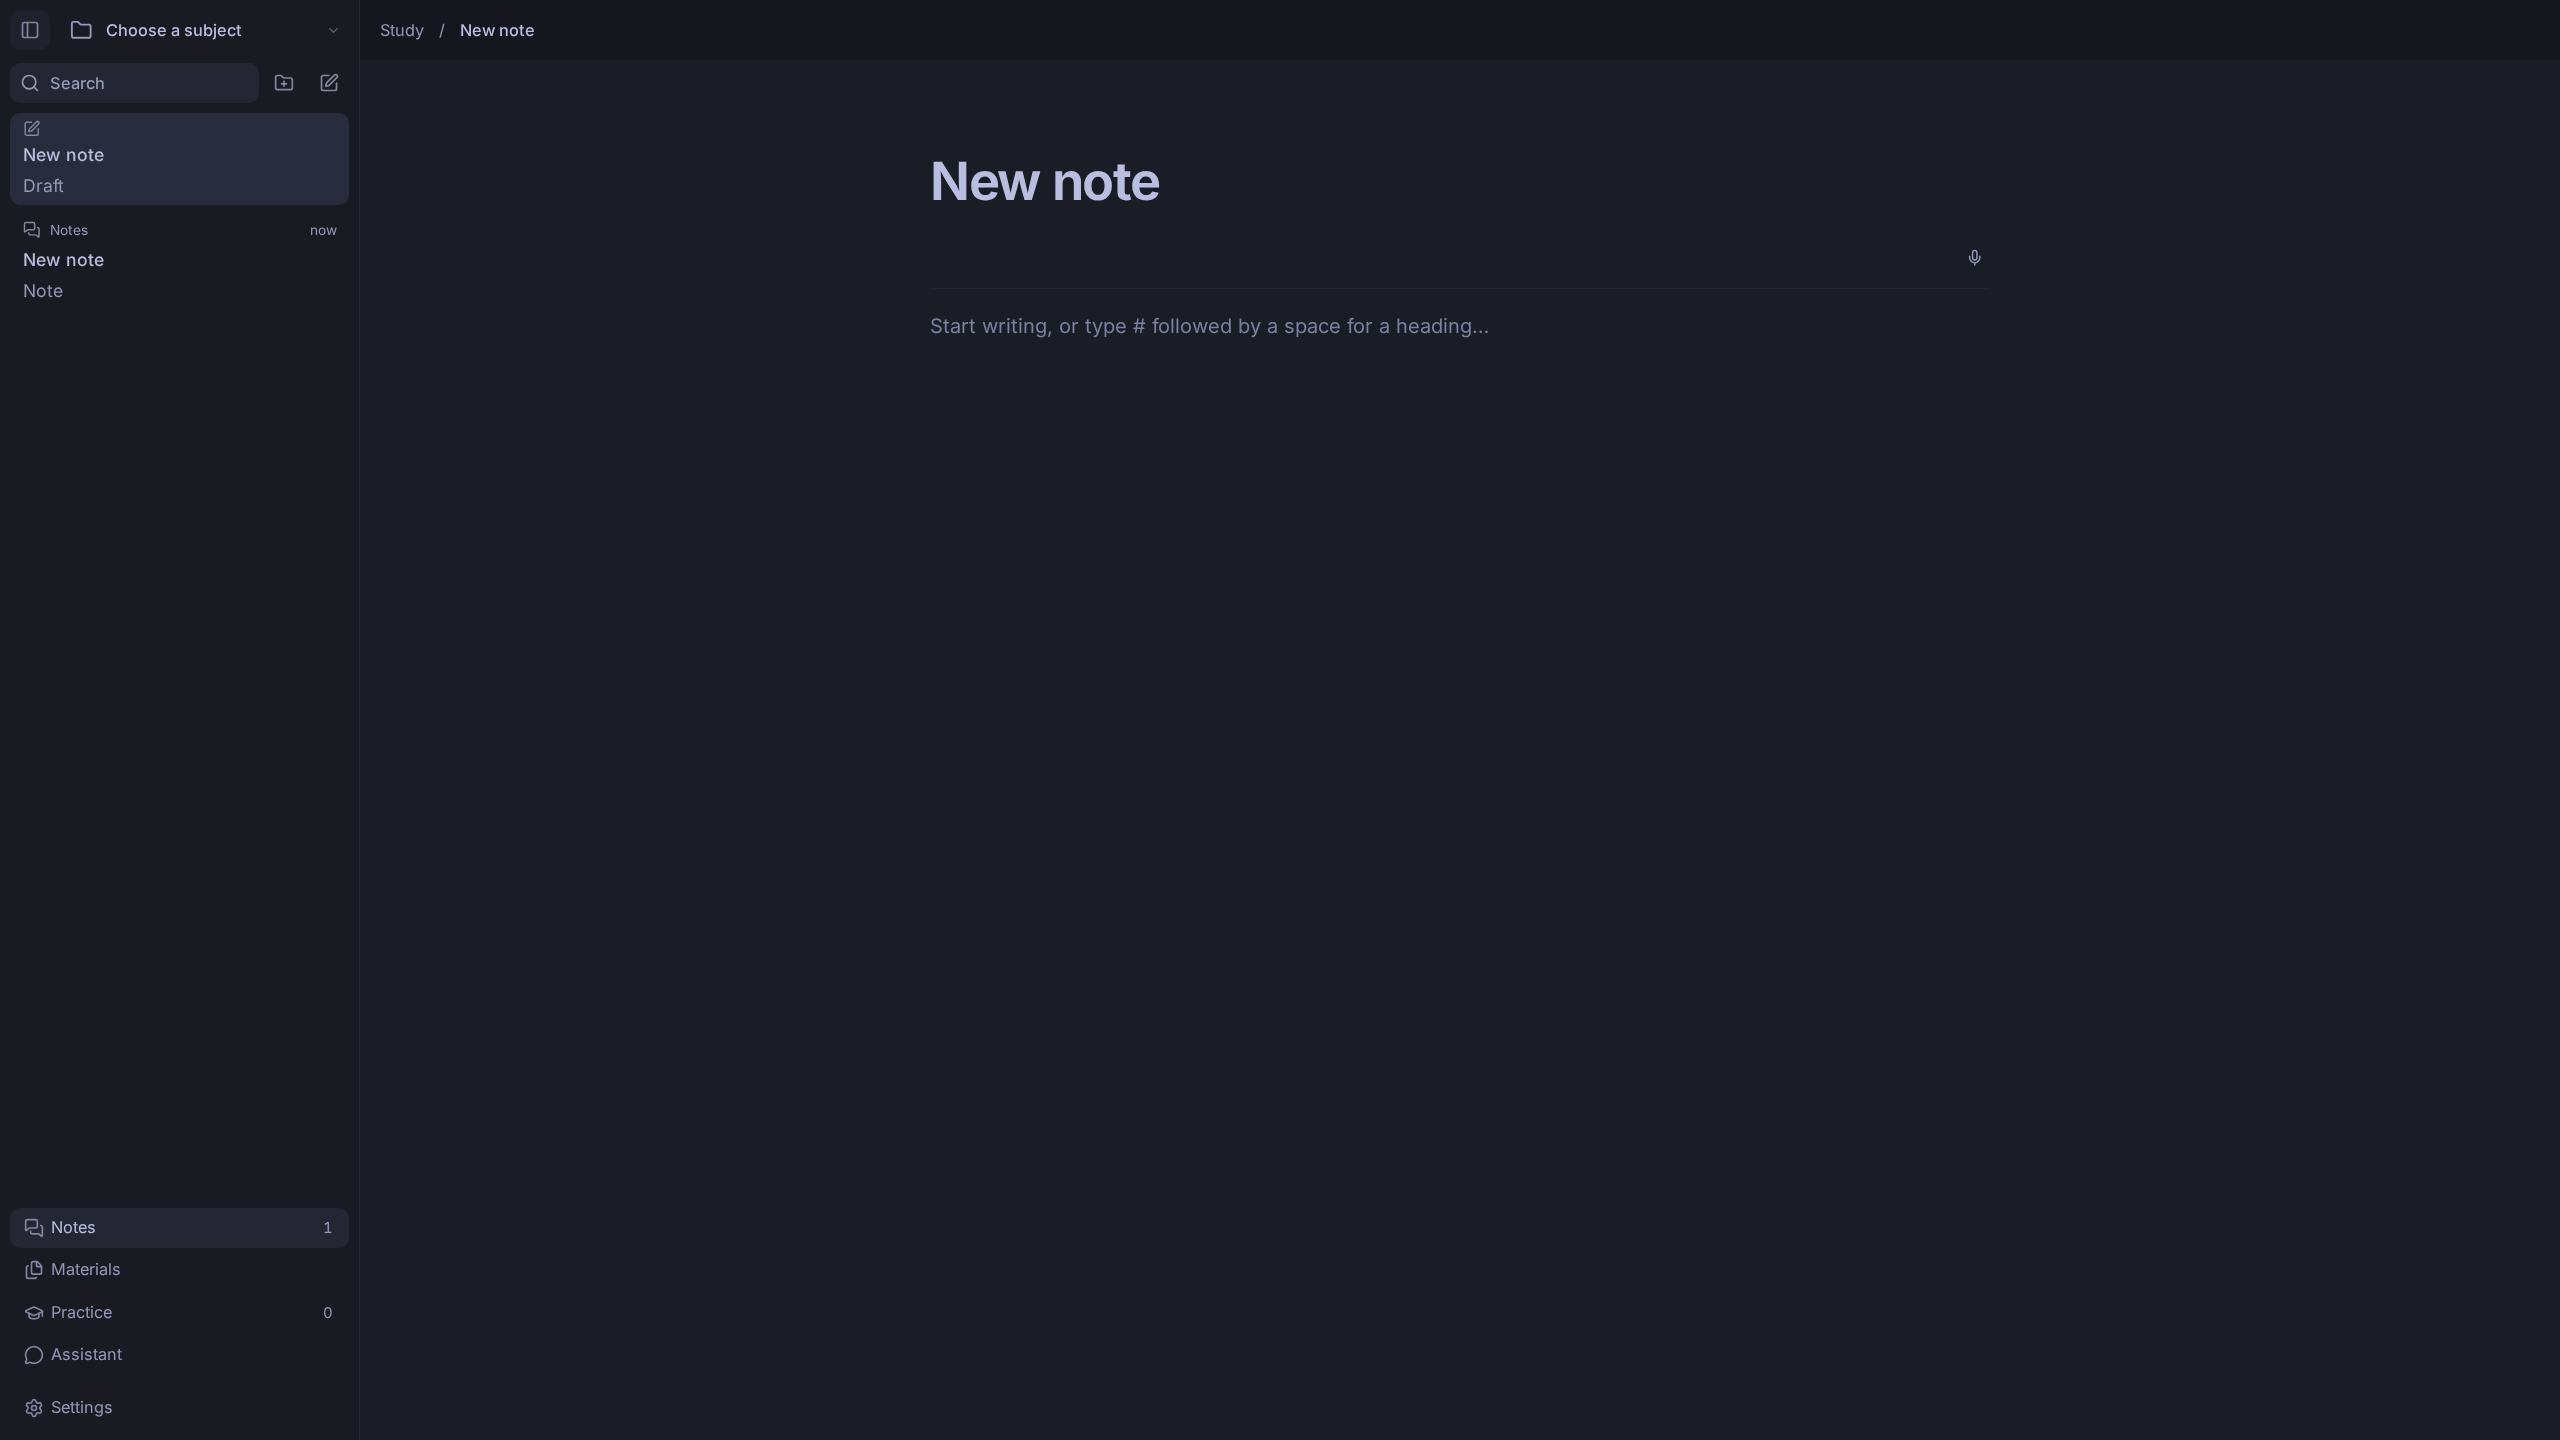 Choose a subject
Search
New note
Draft
Notes now
New note
Note
Notes 1
Materials
Practice 0
Assistant
Settings
Study / New note
New note
Start writing, or type # followed by a space for a heading...